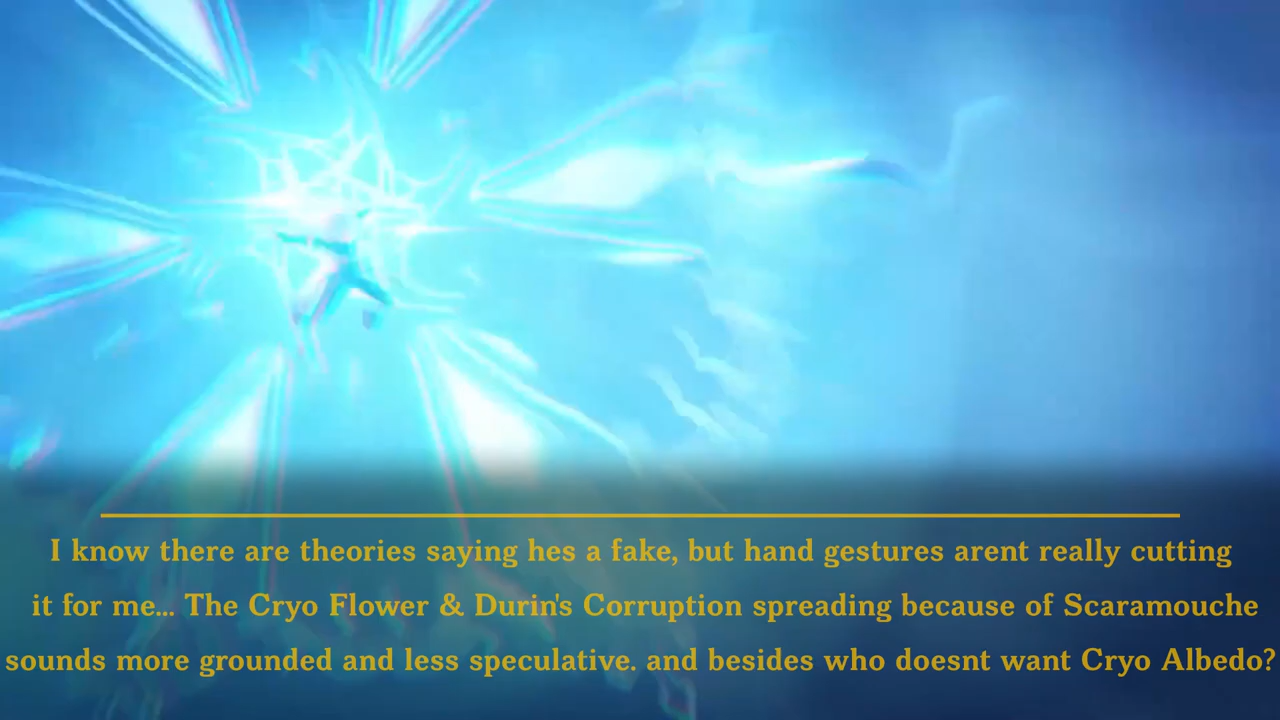 I know there are theories saying hes a fake, but hand gestures arent really cutting
it for me... The Cryo Flower & Durin's Corruption spreading because of Scaramouche
sounds more grounded and less speculative. and besides who doesnt want Cryo Albedo?